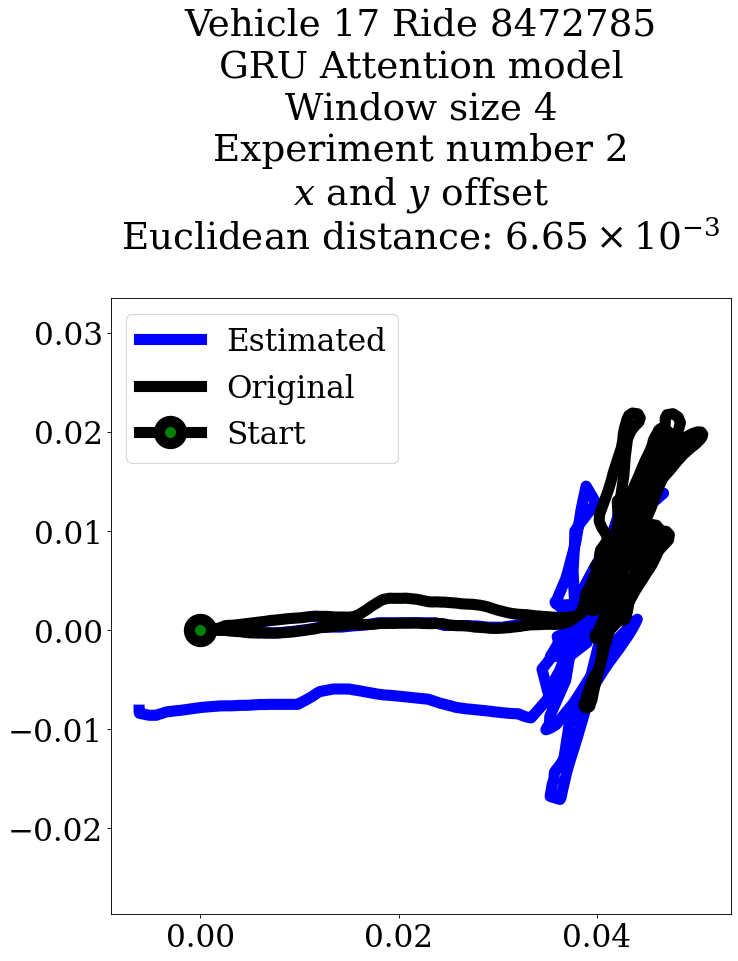 Vehicle 17 Ride 8472785
GRU Attention model
Window size 4
Experiment number 2
x and y offset
Euclidean distance: 6.65 × 10⁻³
Estimated
Original
Start
0.03
0.02
0.01
0.00
−0.01
−0.02
0.00 0.02 0.04